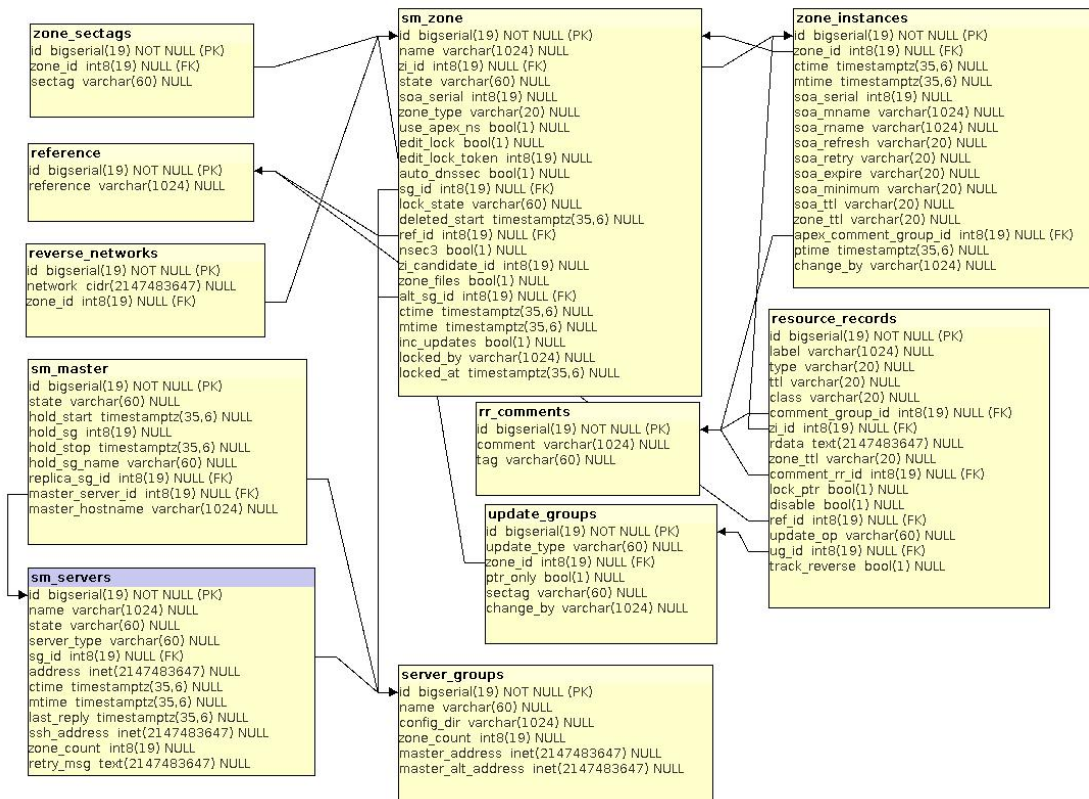 zone_sectags
id bigserial(19) NOT NULL (PK)
zone_id int8(19) NULL (FK)
sectag varchar(60) NULL
reference
id bigserial(19) NOT NULL (PK)
reference varchar(1024) NULL
reverse_networks
id bigserial(19) NOT NULL (PK)
network cidr(2147483647) NULL
zone_id int8(19) NULL (FK)
sm_master
id bigserial(19) NOT NULL (PK)
state varchar(60) NULL
hold_start timestamptz(35,6) NULL
hold_sg int8(19) NULL
hold_stop timestamptz(35,6) NULL
hold_sg_name varchar(60) NULL
replica_sg_id int8(19) NULL (FK)
master_server_id int8(19) NULL (FK)
master_hostname varchar(1024) NULL
sm_servers
id bigserial(19) NOT NULL (PK)
name varchar(1024) NULL
state varchar(60) NULL
server_type varchar(60) NULL
sg_id int8(19) NULL (FK)
address inet(2147483647) NULL
ctime timestamptz(35,6) NULL
mtime timestamptz(35,6) NULL
last_reply timestamptz(35,6) NULL
ssh_address inet(2147483647) NULL
zone_count int8(19) NULL
retry_msg text(2147483647) NULL
sm_zone
id bigserial(19) NOT NULL (PK)
name varchar(1024) NULL
zi_id int8(19) NULL (FK)
state varchar(60) NULL
soa_serial int8(19) NULL
zone_type varchar(20) NULL
use_apex_ns bool(1) NULL
edit_lock bool(1) NULL
edit_lock_token int8(19) NULL
auto_dnssec bool(1) NULL
sg_id int8(19) NULL (FK)
lock_state varchar(60) NULL
deleted_start timestamptz(35,6) NULL
ref_id int8(19) NULL (FK)
nsec3 bool(1) NULL
zi_candidate_id int8(19) NULL
zone_files bool(1) NULL
alt_sg_id int8(19) NULL (FK)
ctime timestamptz(35,6) NULL
mtime timestamptz(35,6) NULL
inc_updates bool(1) NULL
locked_by varchar(1024) NULL
locked_at timestamptz(35,6) NULL
rr_comments
id bigserial(19) NOT NULL (PK)
comment varchar(1024) NULL
tag varchar(60) NULL
update_groups
id bigserial(19) NOT NULL (PK)
update_type varchar(60) NULL
zone_id int8(19) NULL (FK)
ptr_only bool(1) NULL
sectag varchar(60) NULL
change_by varchar(1024) NULL
server_groups
id bigserial(19) NOT NULL (PK)
name varchar(60) NULL
config_dir varchar(1024) NULL
zone_count int8(19) NULL
master_address inet(2147483647) NULL
master_alt_address inet(2147483647) NULL
zone_instances
id bigserial(19) NOT NULL (PK)
zone_id int8(19) NULL (FK)
ctime timestamptz(35,6) NULL
mtime timestamptz(35,6) NULL
soa_serial int8(19) NULL
soa_mname varchar(1024) NULL
soa_rname varchar(1024) NULL
soa_refresh varchar(20) NULL
soa_retry varchar(20) NULL
soa_expire varchar(20) NULL
soa_minimum varchar(20) NULL
soa_ttl varchar(20) NULL
zone_ttl varchar(20) NULL
apex_comment_group_id int8(19) NULL (FK)
ptime timestamptz(35,6) NULL
change_by varchar(1024) NULL
resource_records
id bigserial(19) NOT NULL (PK)
label varchar(1024) NULL
type varchar(20) NULL
ttl varchar(20) NULL
class varchar(20) NULL
comment_group_id int8(19) NULL (FK)
zi_id int8(19) NULL (FK)
rdata text(2147483647) NULL
zone_ttl varchar(20) NULL
comment_rr_id int8(19) NULL (FK)
lock_ptr bool(1) NULL
disable bool(1) NULL
ref_id int8(19) NULL (FK)
update_op varchar(60) NULL
ug_id int8(19) NULL (FK)
track_reverse bool(1) NULL